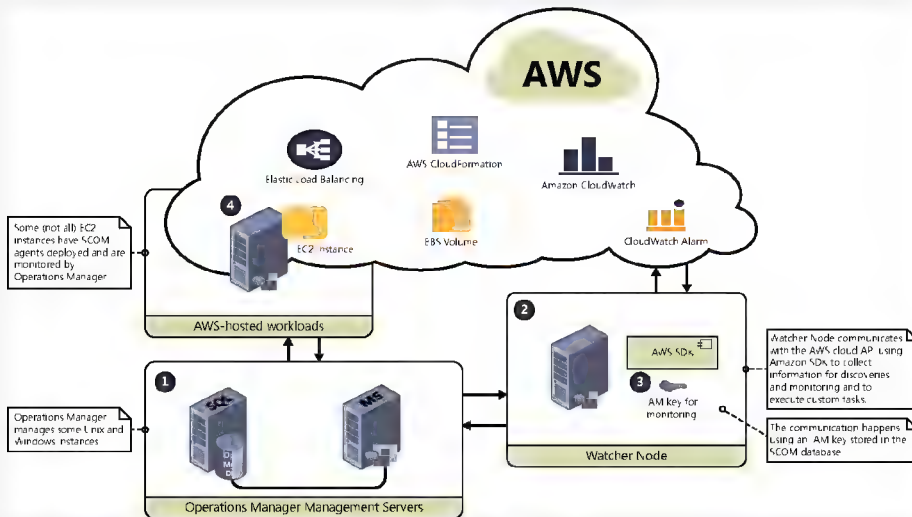 AWS
AWS CloudFormation
Elastic Load Balancing
Amazon CloudWatch
4
EC2 Instance
EBS Volume
CloudWatch Alarm
Some (not all) EC2
instances have SCOM
agents deployed and are
monitored by
Operations Manager
AWS-hosted workloads
2
AWS SDK
3
AM key for
monitoring
Watcher Node
Watcher Node communicates
with the AWS cloud AP using
Amazon SDK to collect
information for discoveries
and monitoring and to
execute custom tasks.
The communication happens
using an AM key stored in the
SCOM database
1
SQL
MS
Operations Manager
manages some Unix and
Windows instances
Operations Manager Management Servers